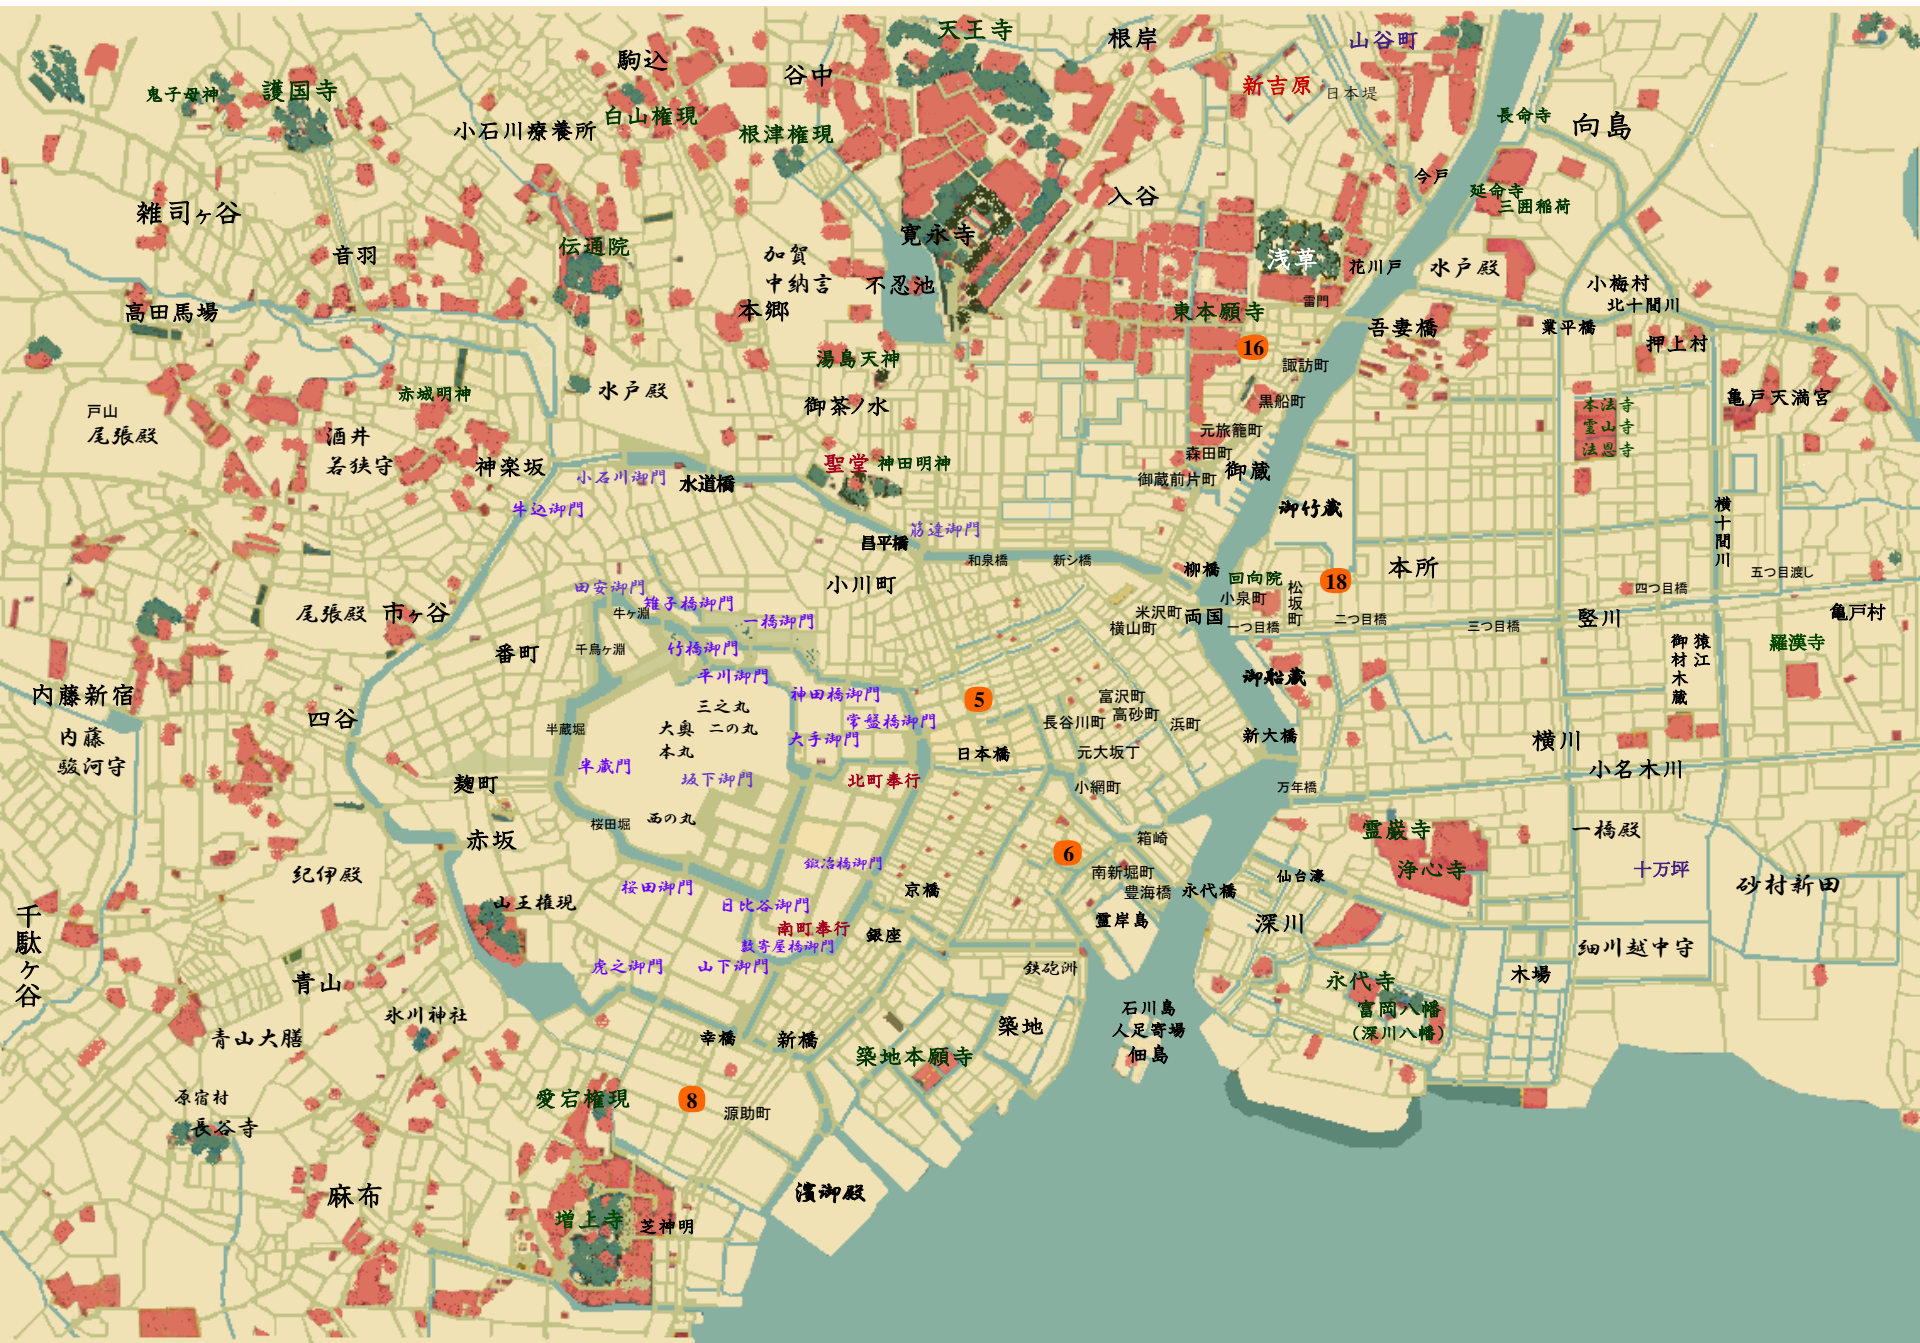 天王寺
根岸
山谷町
駒込
谷中
新吉原
日本堤
鬼子母神
護国寺
白山権現
小石川療養所
根津権現
長命寺
向島
今戸
入谷
延命寺
三囲稲荷
雑司ヶ谷
音羽
伝通院
加賀
中納言
寛永寺
不忍池
浅草
花川戸
水戸殿
小梅村
北十間川
高田馬場
本郷
雷門
東本願寺
吾妻橋
業平橋
押上村
16
湯島天神
諏訪町
赤城明神
水戸殿
御茶ノ水
黒船町
本法寺
霊山寺
法恩寺
亀戸天満宮
戸山
尾張殿
酒井
若狭守
神楽坂
元旅籠町
森田町
御蔵前片町
御蔵
聖堂
神田明神
小石川御門
水道橋
牛込御門
御竹蔵
横十間川
筋違御門
昌平橋
和泉橋
新シ橋
柳橋
回向院
18
本所
五つ目渡し
小川町
田安御門
雉子橋御門
牛ヶ淵
一橋御門
小泉町
松坂町
四つ目橋
尾張殿
市ヶ谷
米沢町
横山町
両国
一つ目橋
二つ目橋
三つ目橋
竪川
亀戸村
番町
千鳥ヶ淵
竹橋御門
平川御門
御船蔵
猿江
御材木蔵
羅漢寺
内藤新宿
四谷
神田橋御門
5
富沢町
高砂町
長谷川町
浜町
三之丸
大奥
二の丸
本丸
常盤橋御門
大手御門
半蔵堀
内藤
駿河守
日本橋
元大坂丁
新大橋
横川
半蔵門
坂下御門
北町奉行
小網町
万年橋
小名木川
麹町
桜田堀
西の丸
赤坂
箱崎
霊巌寺
浄心寺
一橋殿
6
鍛冶橋御門
南新堀町
豊海橋
永代橋
仙台濠
十万坪
砂村新田
紀伊殿
桜田御門
京橋
山王権現
日比谷御門
南町奉行
数寄屋橋御門
銀座
霊岸島
深川
千駄ヶ谷
虎之御門
山下御門
鉄砲洲
細川越中守
木場
青山
永代寺
富岡八幡
(深川八幡)
氷川神社
青山大膳
石川島
人足寄場
佃島
築地
幸橋
新橋
築地本願寺
原宿村
長谷寺
愛宕権現
8
源助町
麻布
濱御殿
増上寺
芝神明